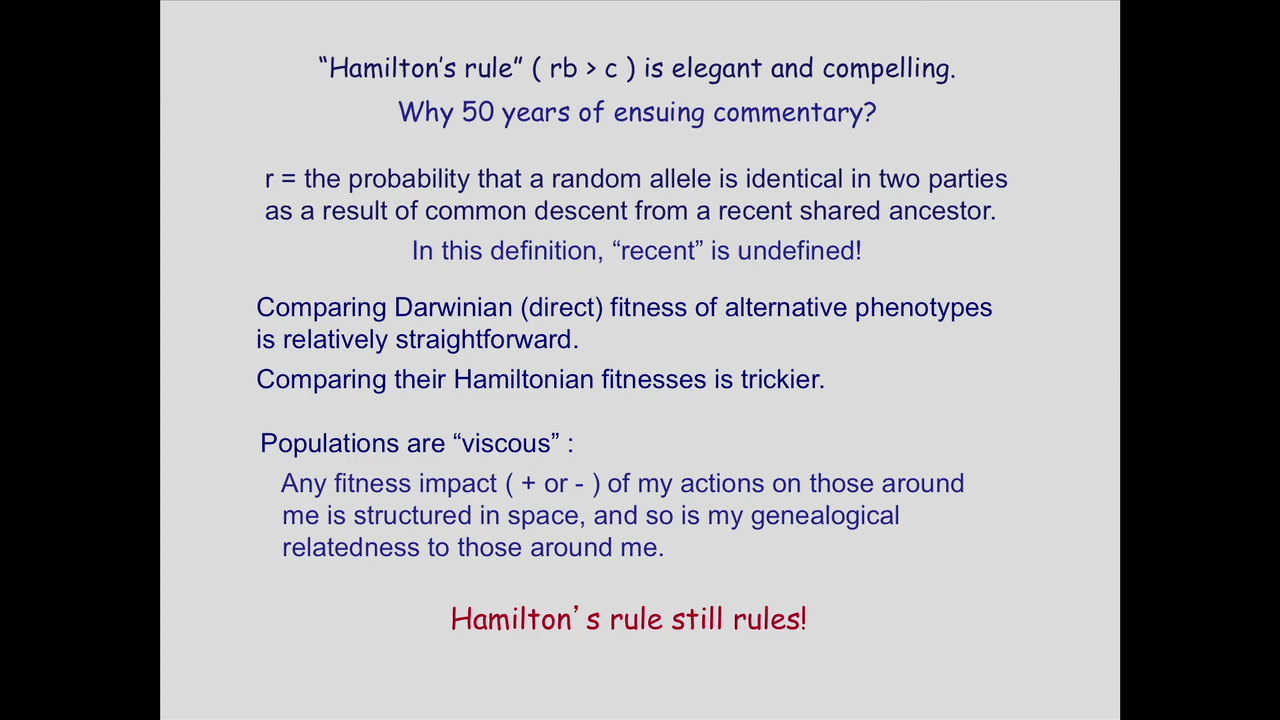 “Hamilton’s rule” ( rb > c ) is elegant and compelling.
Why 50 years of ensuing commentary?
r = the probability that a random allele is identical in two parties
as a result of common descent from a recent shared ancestor.
In this definition, “recent” is undefined!
Comparing Darwinian (direct) fitness of alternative phenotypes
is relatively straightforward.
Comparing their Hamiltonian fitnesses is trickier.
Populations are “viscous” :
Any fitness impact ( + or - ) of my actions on those around
me is structured in space, and so is my genealogical
relatedness to those around me.
Hamilton’s rule still rules!